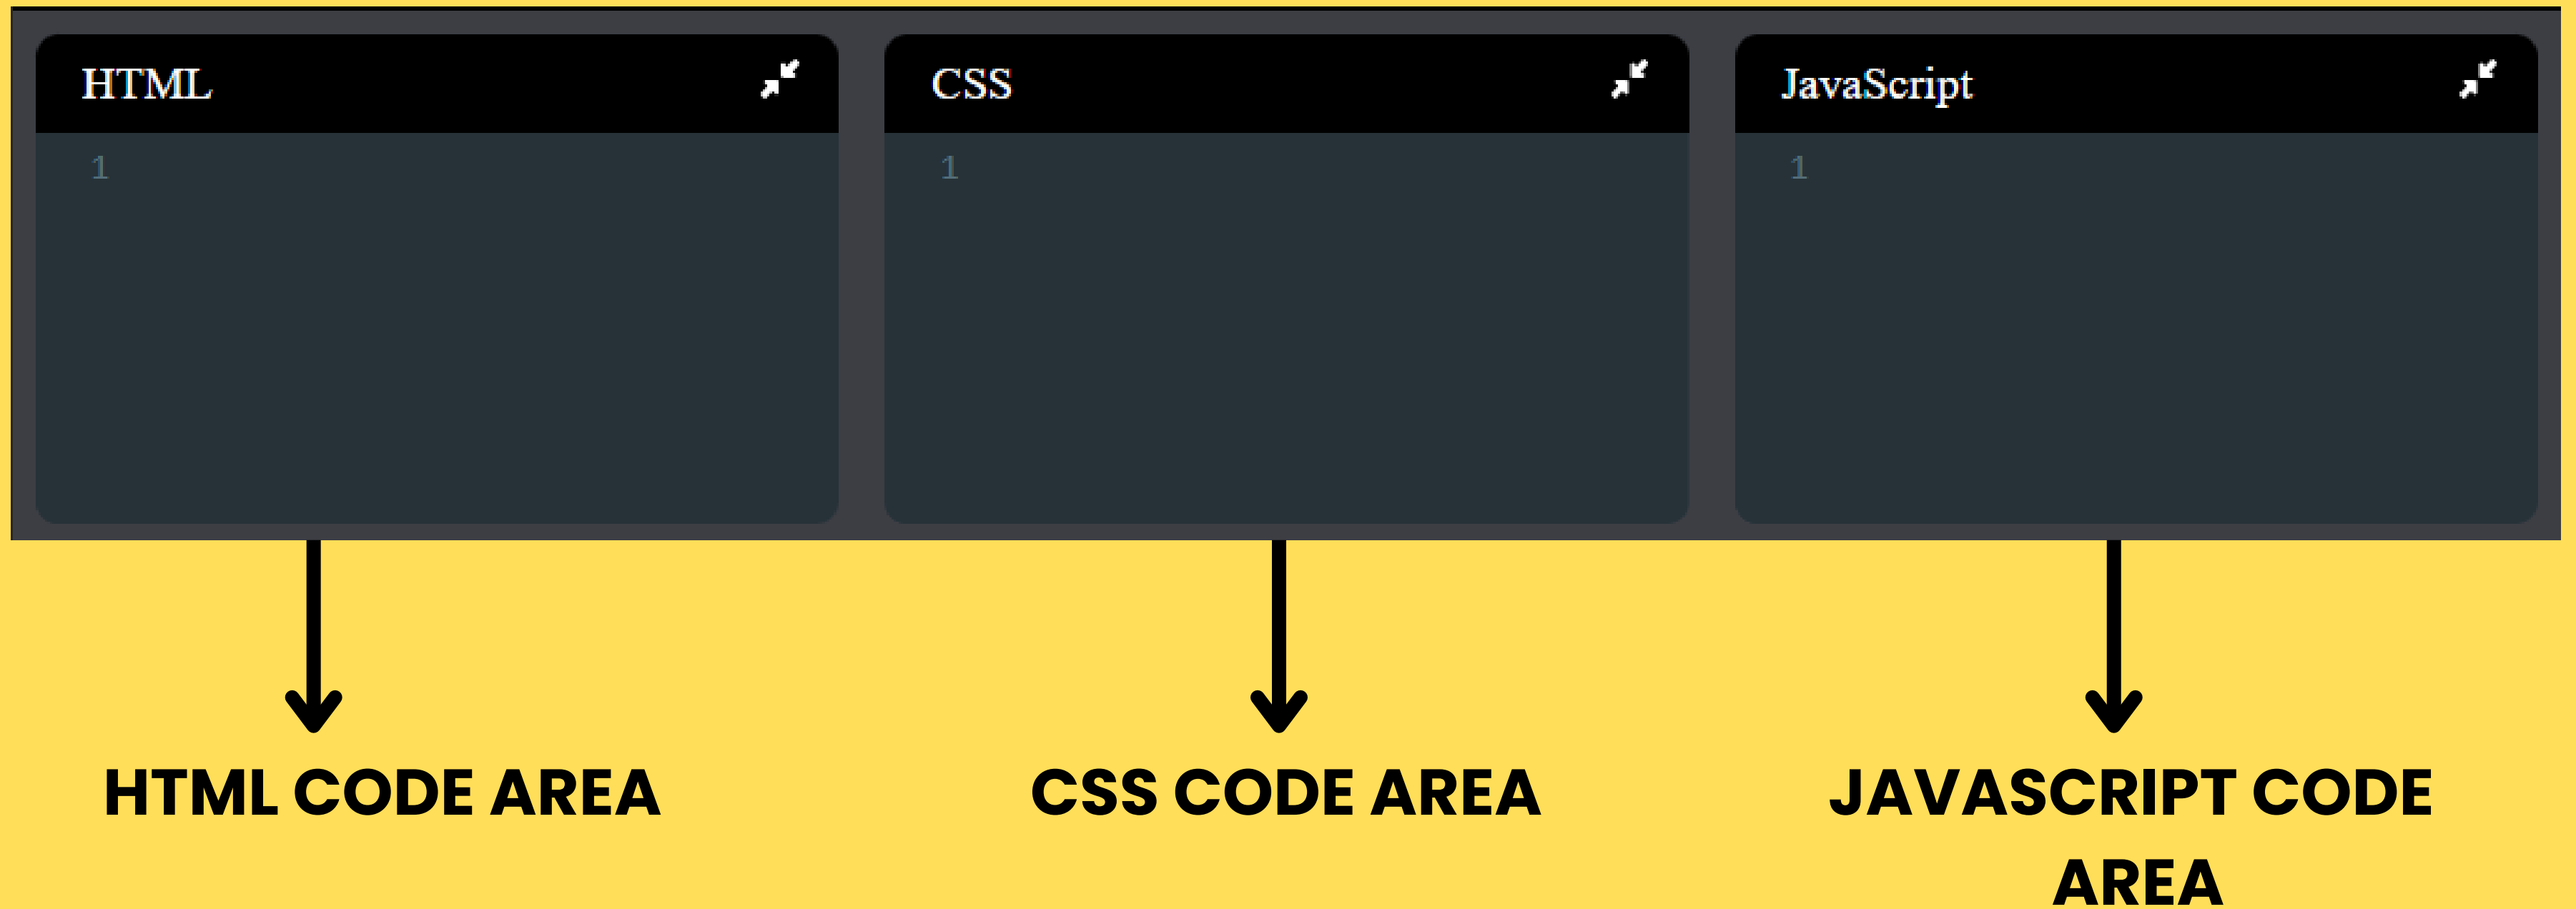 HTML
CSS
JavaScript
1
1
1
HTML CODE AREA
CSS CODE AREA
JAVASCRIPT CODE
AREA